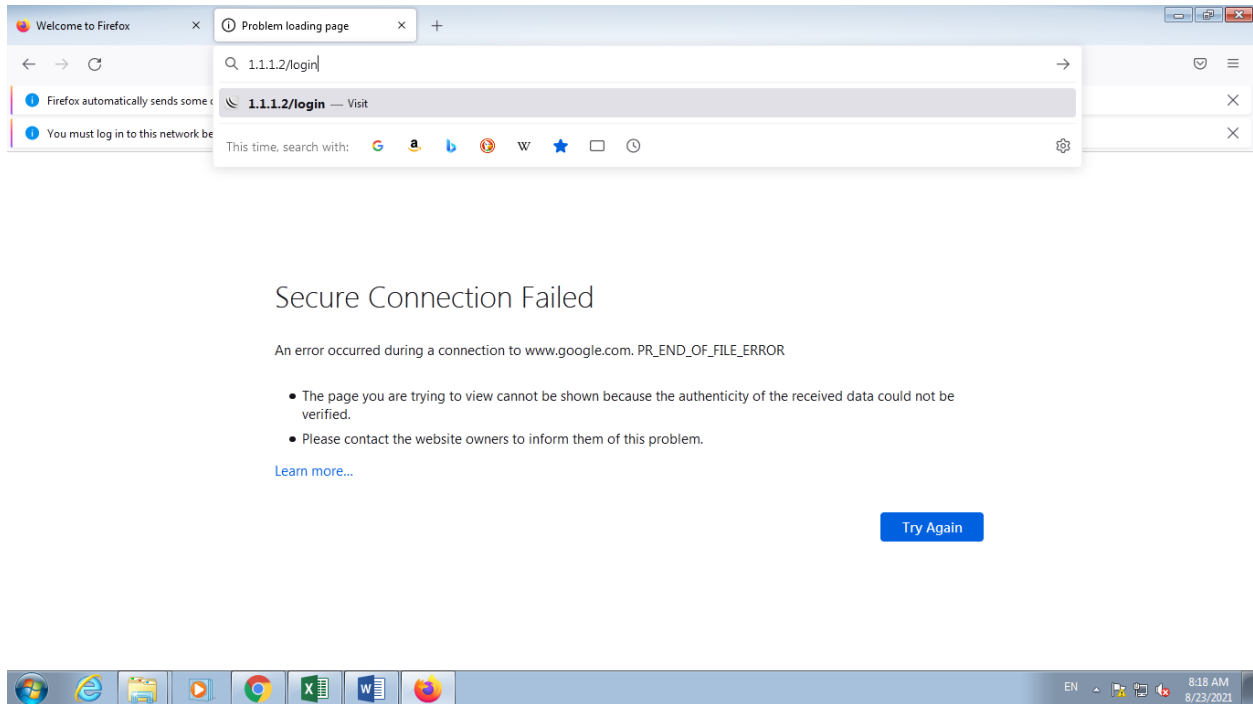 Welcome to Firefox
Problem loading page
1.1.1.2/login
Firefox automatically sends some
1.1.1.2/login — Visit
You must log in to this network be
This time, search with:
Secure Connection Failed
An error occurred during a connection to www.google.com. PR_END_OF_FILE_ERROR
The page you are trying to view cannot be shown because the authenticity of the received data could not be
verified.
Please contact the website owners to inform them of this problem.
Learn more...
Try Again
EN
8:18 AM
8/23/2021